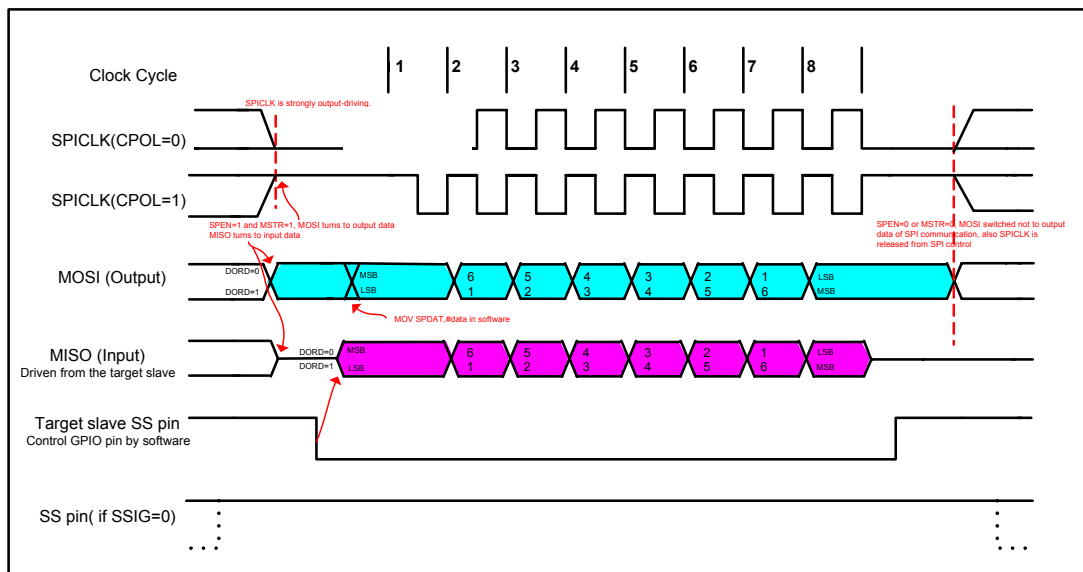 Clock Cycle 1 2 3 4 5 6 7 8
SPICLK is strongly output-driving.
SPICLK(CPOL=0)
SPICLK(CPOL=1)
SPEN=1 and MSTR=1, MOSI turns to output data
MISO turns to input data
SPEN=0 or MSTR=0, MOSI switched not to output
data of SPI communication, also SPICLK is
released from SPI control
MOSI (Output)
DORD=0 MSB 6 5 4 3 2 1 LSB
DORD=1 LSB 1 2 3 4 5 6 MSB
MOV SPDAT,#data in software
MISO (Input)
Driven from the target slave
DORD=0 MSB 6 5 4 3 2 1 LSB
DORD=1 LSB 1 2 3 4 5 6 MSB
Target slave SS pin
Control GPIO pin by software
SS pin( if SSIG=0)